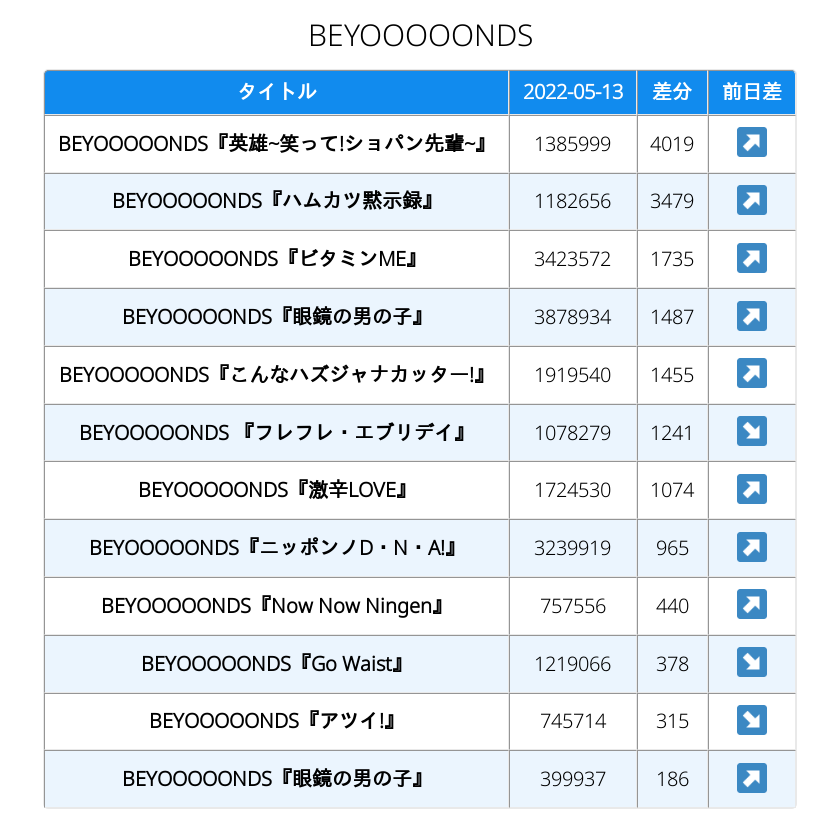 BEYOOOOONDS
タイトル 2022-05-13 差分 前日差
BEYOOOOONDS『英雄~笑って!ショパン先輩~』 1385999 4019 ↗
BEYOOOOONDS『ハムカツ黙示録』 1182656 3479 ↗
BEYOOOOONDS『ビタミンME』 3423572 1735 ↗
BEYOOOOONDS『眼鏡の男の子』 3878934 1487 ↗
BEYOOOOONDS『こんなハズジャナカッター!』 1919540 1455 ↗
BEYOOOOONDS 『フレフレ・エブリデイ』 1078279 1241 ↘
BEYOOOOONDS『激辛LOVE』 1724530 1074 ↗
BEYOOOOONDS『ニッポンノD・N・A!』 3239919 965 ↗
BEYOOOOONDS『Now Now Ningen』 757556 440 ↗
BEYOOOOONDS『Go Waist』 1219066 378 ↘
BEYOOOOONDS『アツイ!』 745714 315 ↘
BEYOOOOONDS『眼鏡の男の子』 399937 186 ↗